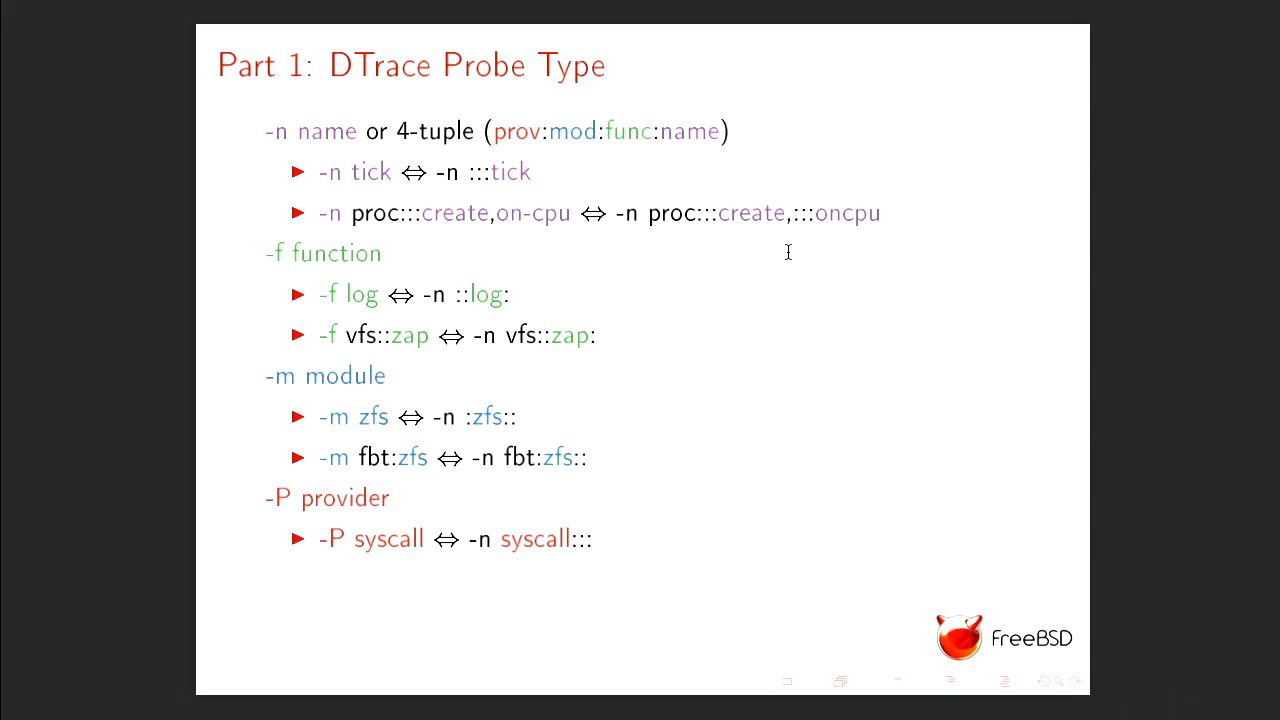 Part 1: DTrace Probe Type
-n name or 4-tuple (prov:mod:func:name)
-n tick ⇔ -n :::tick
-n proc:::create,on-cpu ⇔ -n proc:::create,:::oncpu
-f function
-f log ⇔ -n ::log:
-f vfs::zap ⇔ -n vfs::zap:
-m module
-m zfs ⇔ -n :zfs::
-m fbt:zfs ⇔ -n fbt:zfs::
-P provider
-P syscall ⇔ -n syscall:::
FreeBSD